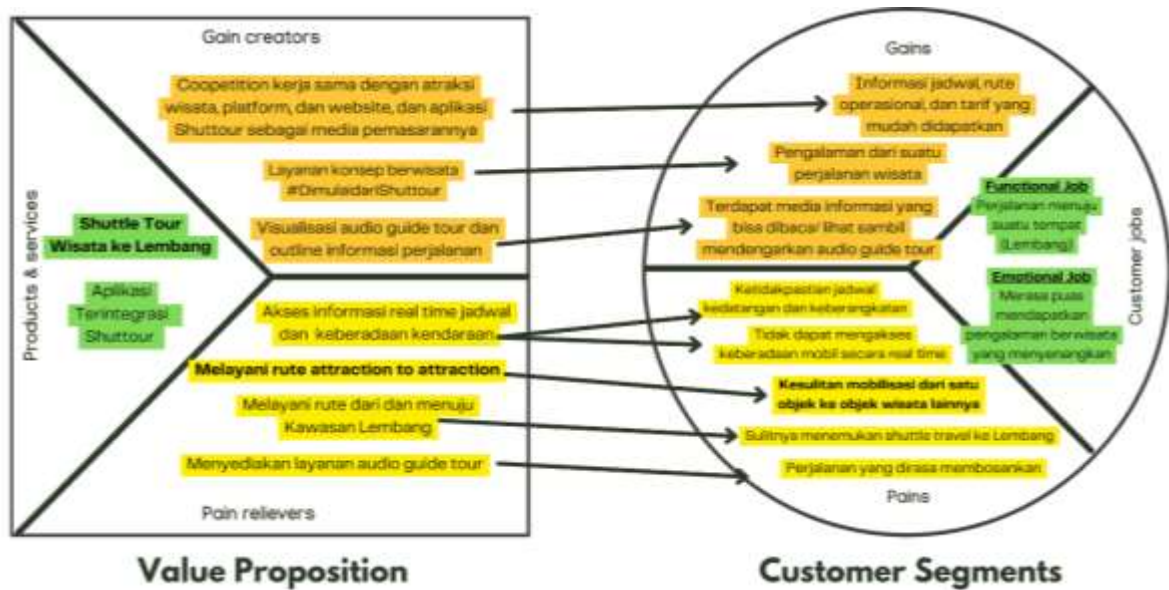 Gain creators
Coopetition kerja sama dengan atraksi
wisata, platform, dan website, dan aplikasi
Shuttour sebagai media pemasarannya
Layanan konsep berwisata
#DimulaidariShuttour
Visualisasi audio guide tour dan
outline informasi perjalanan
Products & services
Shuttle Tour
Wisata ke Lembang
Aplikasi
Terintegrasi
Shuttour
Akses informasi real time jadwal
dan keberadaan kendaraan
Melayani rute attraction to attraction
Melayani rute dari dan menuju
Kawasan Lembang
Menyediakan layanan audio guide tour
Pain relievers
Value Proposition
Gains
Informasi jadwal, rute
operasional, dan tarif yang
mudah didapatkan
Pengalaman dari suatu
perjalanan wisata
Terdapat media informasi yang
bisa dibaca/ lihat sambil
mendengarkan audio guide tour
Functional Job
Perjalanan menuju
suatu tempat
(Lembang)
Emotional Job
Merasa puas
mendapatkan
pengalaman berwisata
yang menyenangkan
Customer jobs
Ketidakpastian jadwal
kedatangan dan keberangkatan
Tidak dapat mengakses
keberadaan mobil secara real time
Kesulitan mobilisasi dari satu
objek ke objek wisata lainnya
Sulitnya menemukan shuttle travel ke Lembang
Perjalanan yang dirasa membosankan
Pains
Customer Segments